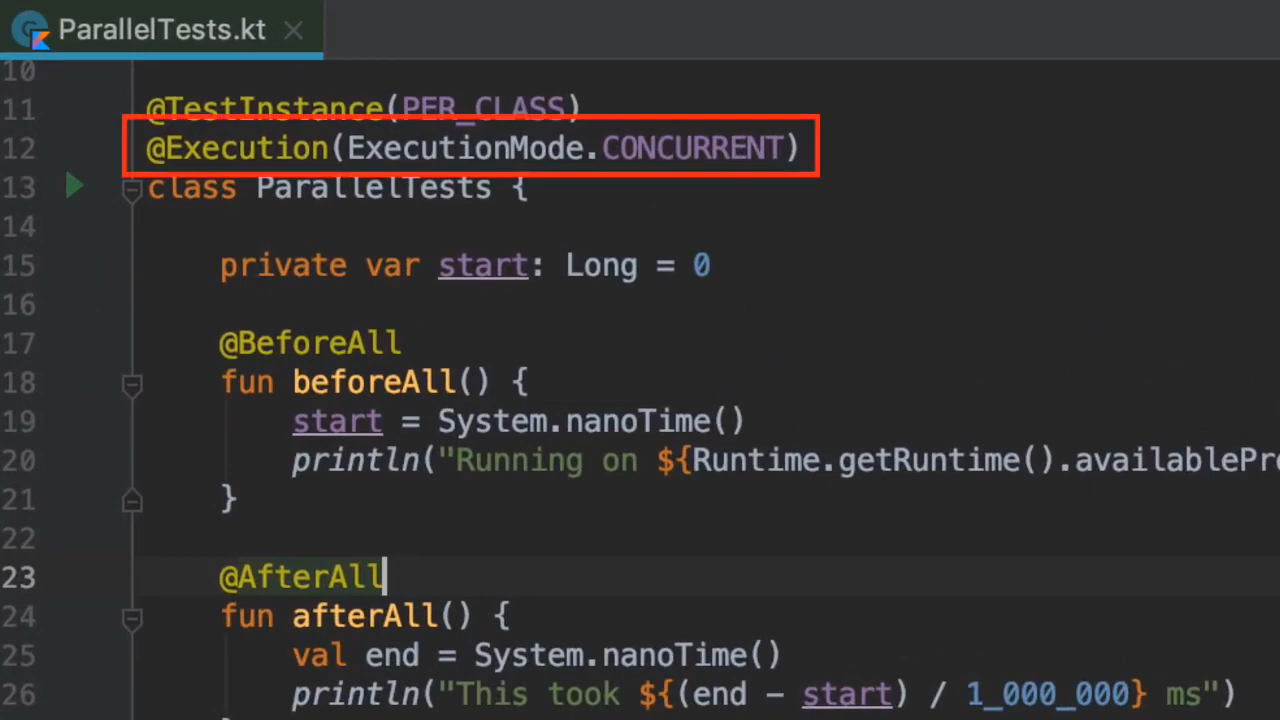 ParallelTests.kt
10
11 @TestInstance(PER_CLASS)
12 @Execution(ExecutionMode.CONCURRENT)
13 class ParallelTests {
14
15 private var start: Long = 0
16
17 @BeforeAll
18 fun beforeAll() {
19 start = System.nanoTime()
20 println("Running on ${Runtime.getRuntime().availablePr
21 }
22
23 @AfterAll
24 fun afterAll() {
25 val end = System.nanoTime()
26 println("This took ${(end - start) / 1_000_000} ms")